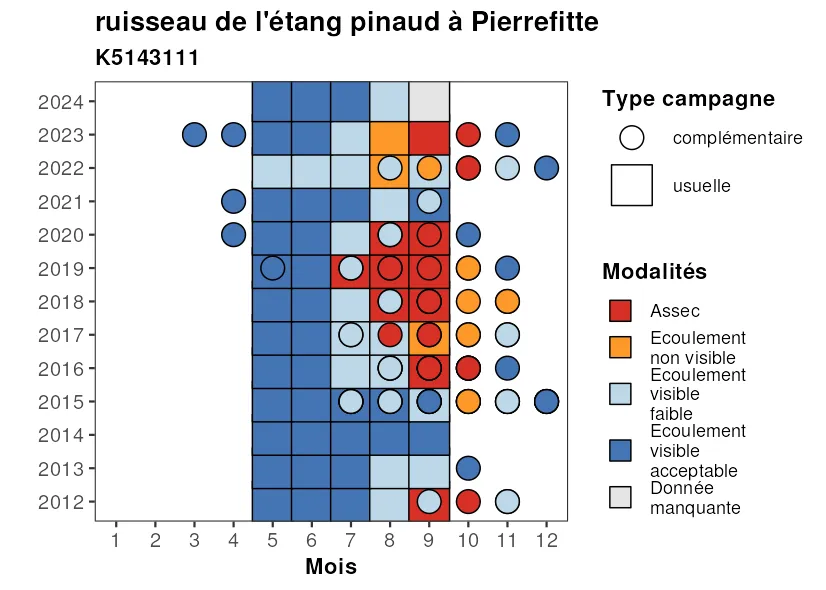 ruisseau de l'étang pinaud à Pierrefitte
K5143111
2024
2023
2022
2021
2020
2019
2018
2017
2016
2015
2014
2013
2012
1 2 3 4 5 6 7 8 9 10 11 12
Mois
Type campagne
complémentaire
usuelle
Modalités
Assec
Ecoulement
non visible
Ecoulement
visible
faible
Ecoulement
visible
acceptable
Donnée
manquante